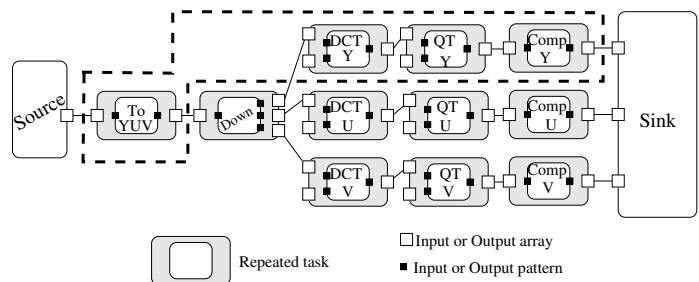 Source
To
YUV
Down
DCT
Y
QT
Y
Comp
Y
DCT
U
QT
U
Comp
U
DCT
V
QT
V
Comp
V
Sink
Repeated task
Input or Output array
Input or Output pattern